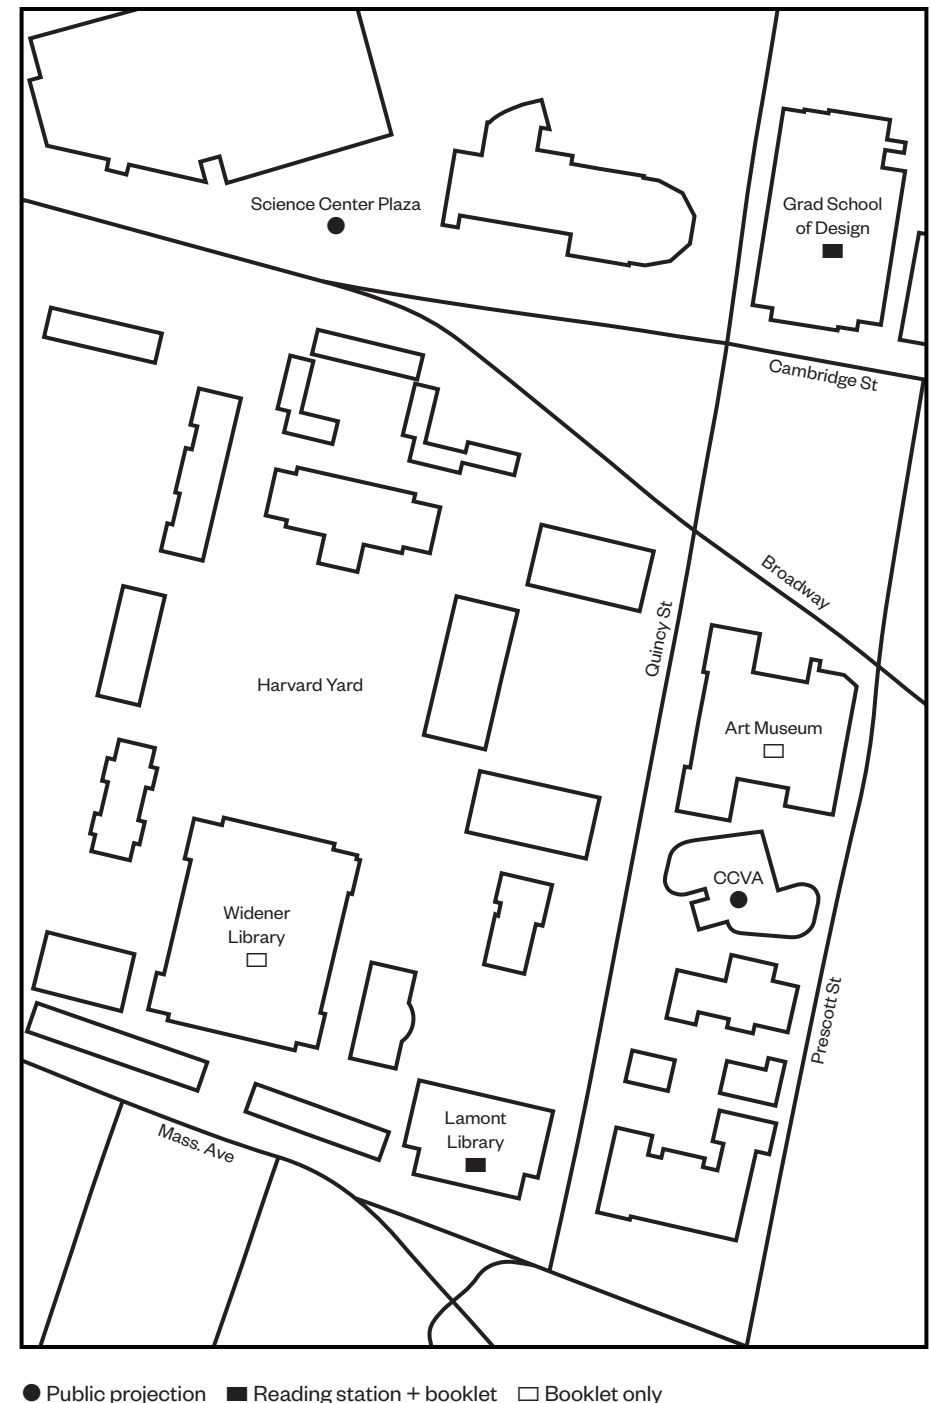 Science Center Plaza
Grad School
of Design
Cambridge St
Broadway
Quincy St
Harvard Yard
Art Museum
CCVA
Widener
Library
Prescott St
Lamont
Library
Mass. Ave
Public projection
Reading station + booklet
Booklet only